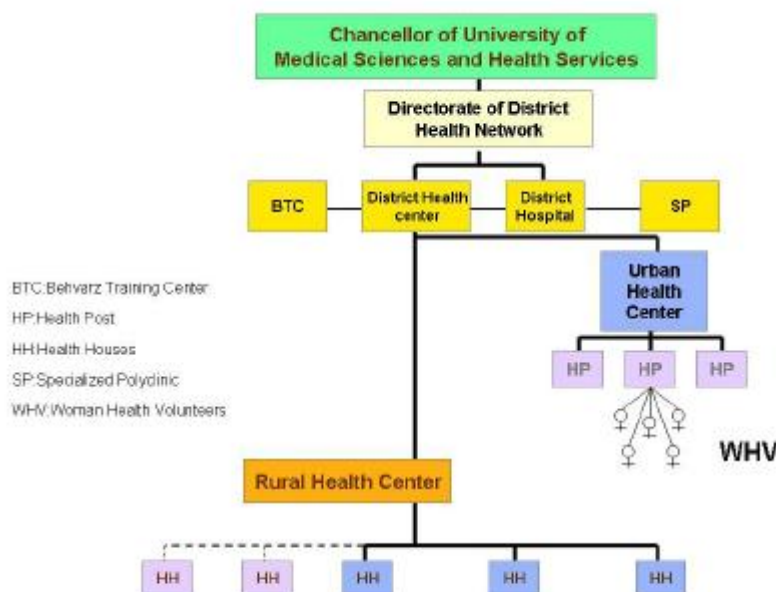 Chancellor of University of
Medical Sciences and Health Services
Directorate of District
Health Network
BTC
District Health
center
District
Hospital
SP
Urban
Health
Center
BTC:Behvarz Training Center
HP:Health Post
HH:Health Houses
SP:Specialized Polyclinic
WHV:Woman Health Volunteers
HP
HP
HP
WHV
Rural Health Center
HH
HH
HH
HH
HH